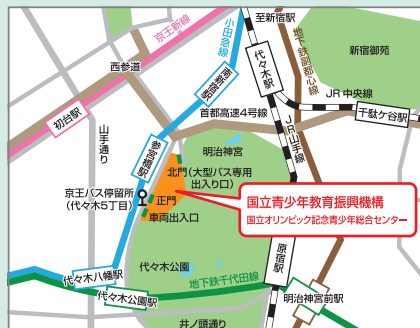 至新宿駅
京王新線
小田急線
地下鉄副都心線
新宿御苑
西参道
南新宿駅
代々木駅
JR中央線
千駄ケ谷駅
初台駅
山手通り
首都高速4号線
JR山手線
参宮橋駅
明治神宮
北門(大型バス専用
出入り口)
京王バス停留所
(代々木5丁目)
正門
車両出入口
国立青少年教育振興機構
国立オリンピック記念青少年総合センター
原宿駅
代々木八幡駅
代々木公園
地下鉄千代田線
代々木公園駅
明治神宮前駅
井ノ頭通り